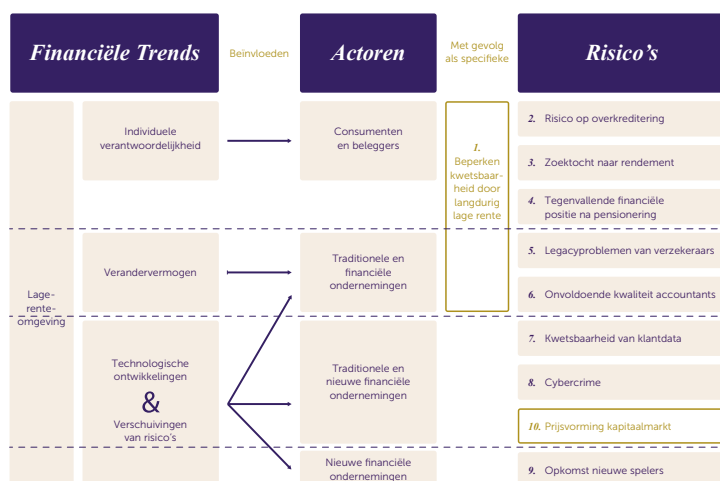 Financiële Trends
Beïnvloeden
Actoren
Met gevolg
als specifieke
Risico's
Individuele
verantwoordelijkheid
Consumenten
en beleggers
1.
Beperken
kwetsbaar-
heid door
langdurig
lage rente
2. Risico op overkreditering
3. Zoektocht naar rendement
4. Tegenvallende financiële
positie na pensionering
Lage-
rente-
omgeving
Verandervermogen
Traditionele en
financiële
ondernemingen
5. Legacyproblemen van verzekeraars
6. Onvoldoende kwaliteit accountants
Technologische
ontwikkelingen
&
Verschuivingen
van risico's
Traditionele en
nieuwe financiële
ondernemingen
7. Kwetsbaarheid van klantdata
8. Cybercrime
10. Prijsvorming kapitaalmarkt
Nieuwe financiële
ondernemingen
9. Opkomst nieuwe spelers